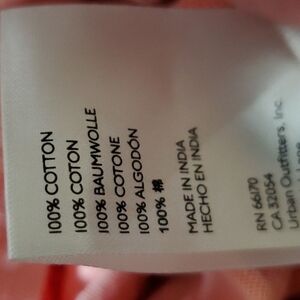 100% COTTON
100% COTON
100% BAUMWOLLE
100% COTONE
100% ALGODÓN
100% 棉
MADE IN INDIA
HECHO EN INDIA
RN 66170
CA 32054
Urban Outfitters, Inc.